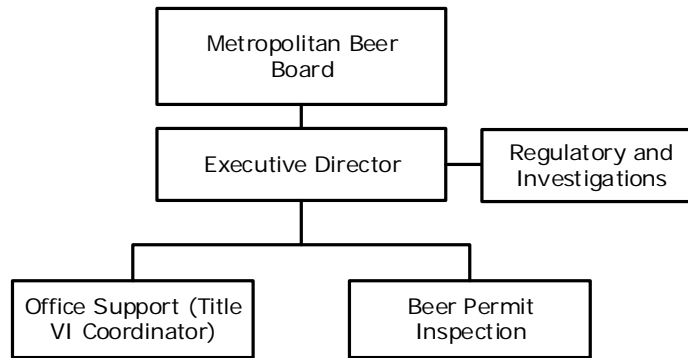 Metropolitan Beer
Board
Executive Director
Regulatory and
Investigations
Office Support (Title
VI Coordinator)
Beer Permit
Inspection